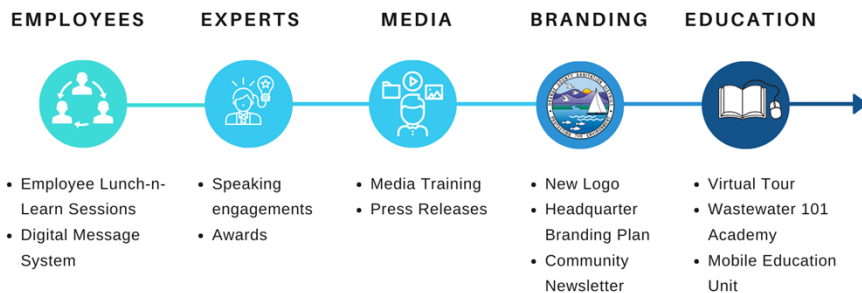 EMPLOYEES
EXPERTS
MEDIA
BRANDING
EDUCATION
• Employee Lunch-n-
Learn Sessions
• Digital Message
System
• Speaking
engagements
• Awards
• Media Training
• Press Releases
• New Logo
• Headquarter
Branding Plan
• Community
Newsletter
• Virtual Tour
• Wastewater 101
Academy
• Mobile Education
Unit